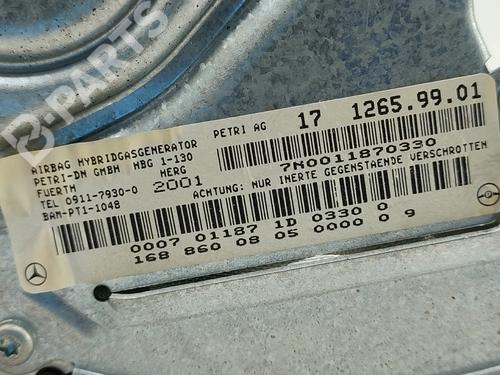 B-PARTS
AIRBAG HYBRIDGASGENERATOR
PETRI-DN GMBH HBG 1-130
FUERTH HERG
TEL 0911-7930-0 2001
BAM-PT1-1048
PETRI AG 17 1265.99.01
7N0011870330
ACHTUNG: NUR INERTE GEGENSTAENDE VERSCHROTTEN
0007 01187 1D 0330 0
168 860 08 05 0000 0 9